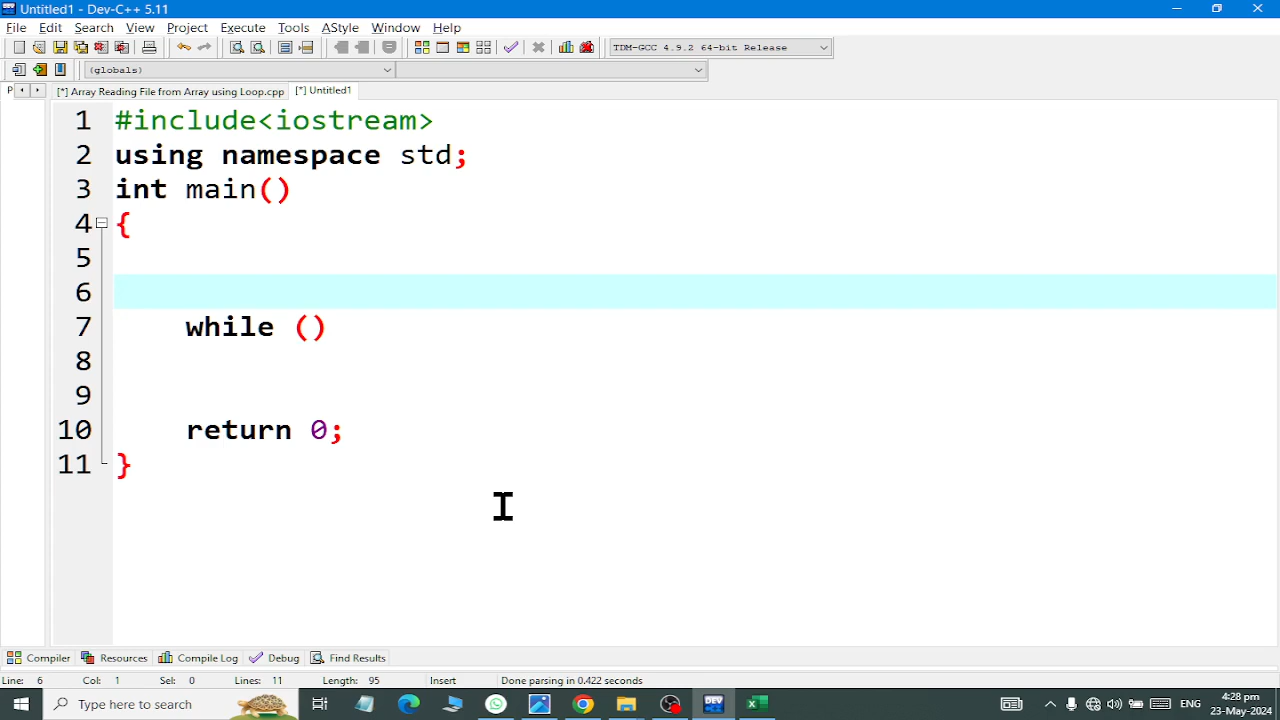 Untitled1 - Dev-C++ 5.11
File Edit Search View Project Execute Tools AStyle Window Help
TDM-GCC 4.9.2 64-bit Release
(globals)
P [*] Array Reading File from Array using Loop.cpp [*] Untitled1
1 #include<iostream>
2 using namespace std;
3 int main()
4 {
5
6
7 while ()
8
9
10 return 0;
11 }
Compiler Resources Compile Log Debug Find Results
Line: 6 Col: 1 Sel: 0 Lines: 11 Length: 95 Insert Done parsing in 0.422 seconds
Type here to search DEV ENG 4:28 pm
23-May-2024